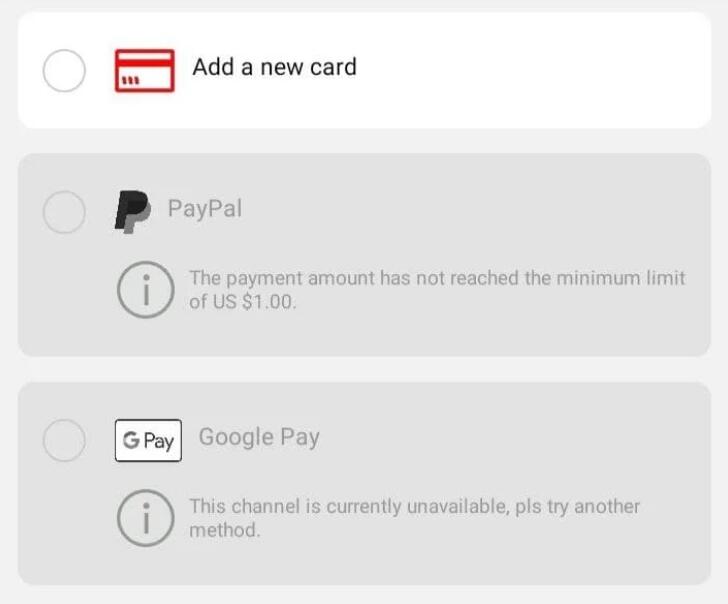 Add a new card
PayPal
The payment amount has not reached the minimum limit
of US $1.00.
G Pay
Google Pay
This channel is currently unavailable, pls try another
method.